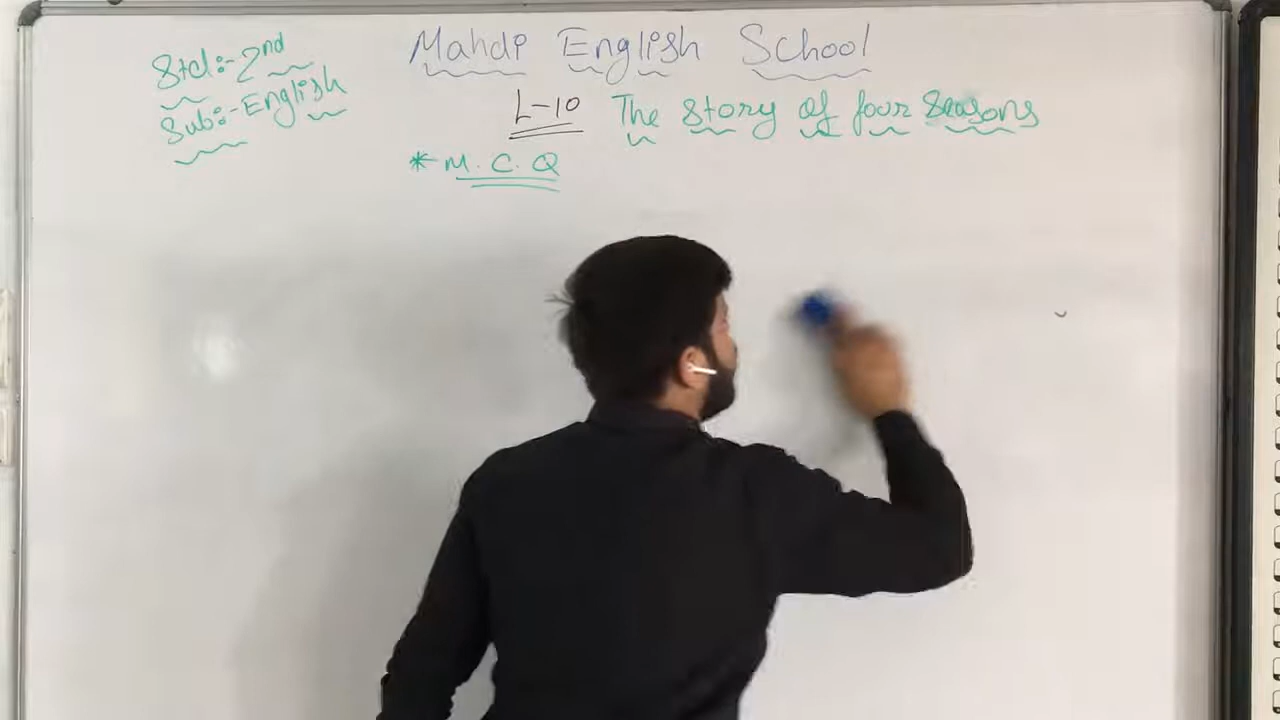 Mahdi English School
Std:- 2nd
Sub:- English
L-10 The story of four Seasons
* M. C. Q